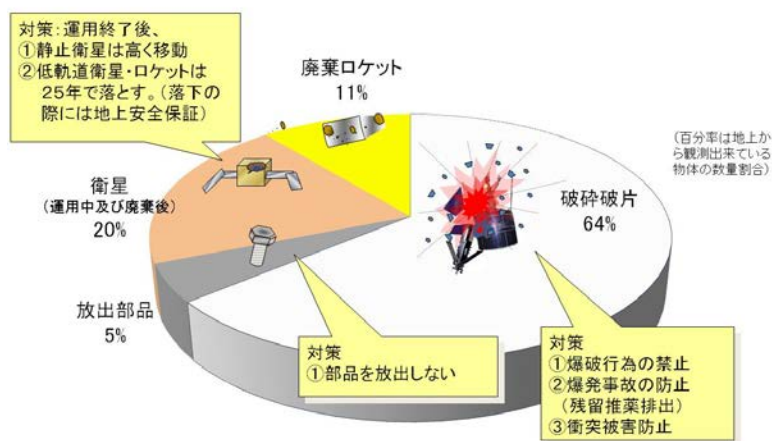 対策：運用終了後、
①静止衛星は高く移動
②低軌道衛星・ロケットは
25年で落とす。（落下の
際には地上安全保証）
廃棄ロケット
11%
（百分率は地上か
ら観測出来ている
物体の数量割合）
衛星
（運用中及び廃棄後）
20%
破砕破片
64%
放出部品
5%
対策
①部品を放出しない
対策
①爆破行為の禁止
②爆発事故の防止
（残留推薬排出）
③衝突被害防止